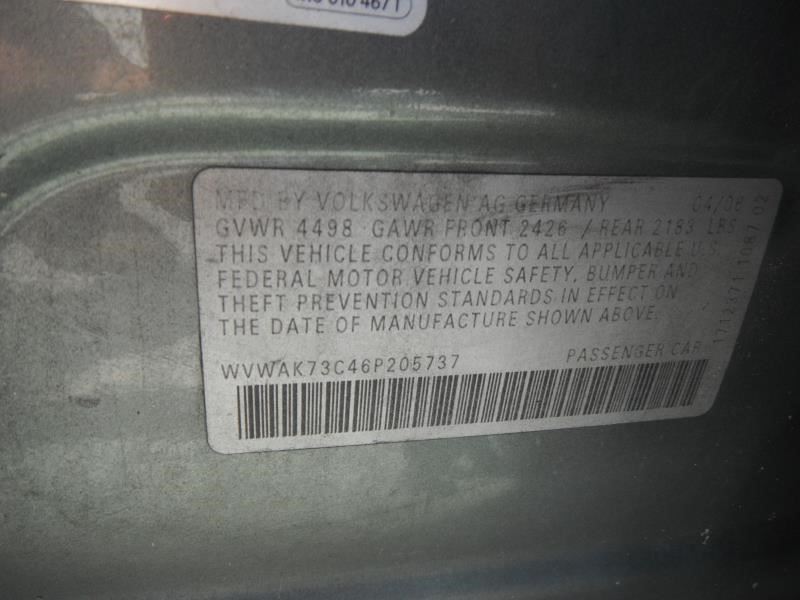 MFD BY VOLKSWAGEN AG GERMANY 04/06
GVWR 4498 GAWR FRONT 2426 / REAR 2183 LBS
THIS VEHICLE CONFORMS TO ALL APPLICABLE U.S
FEDERAL MOTOR VEHICLE SAFETY, BUMPER AND
THEFT PREVENTION STANDARDS IN EFFECT ON
THE DATE OF MANUFACTURE SHOWN ABOVE.
WVWAK73C46P205737 PASSENGER CAR